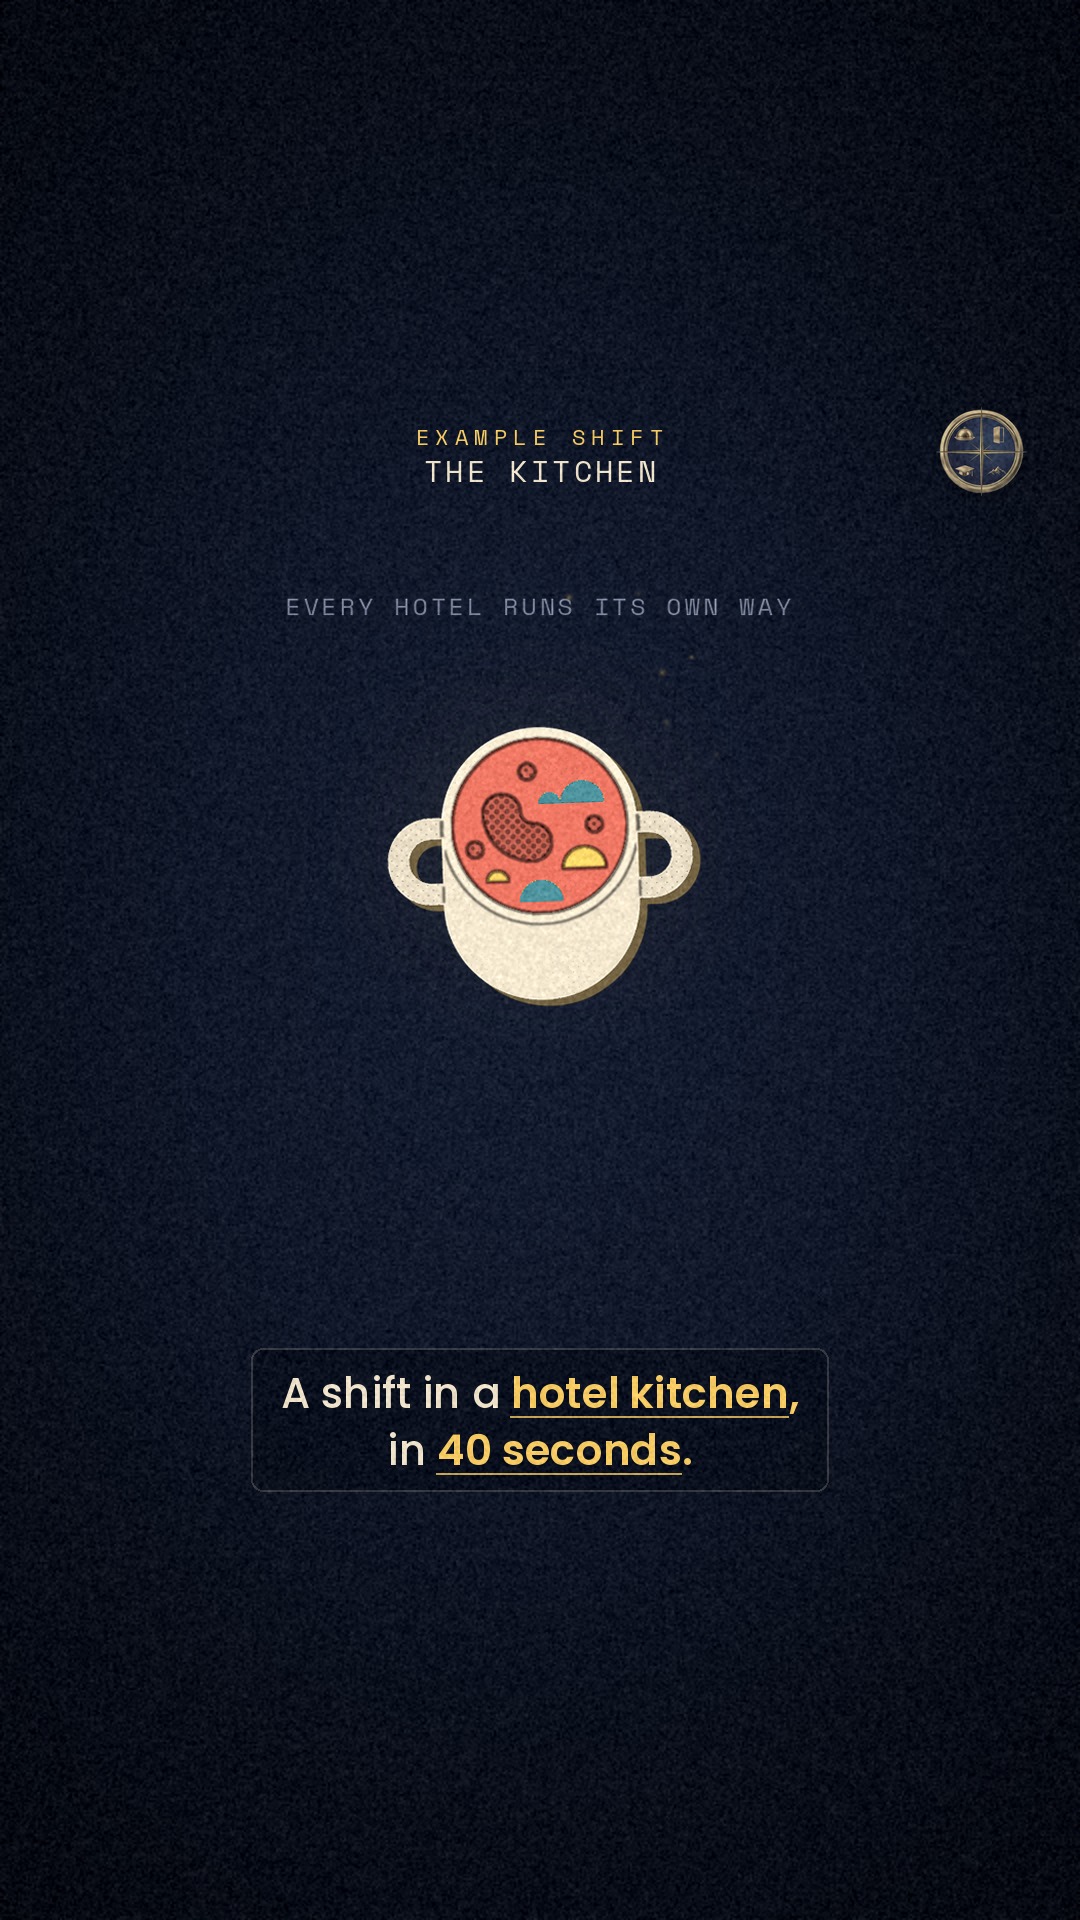 EXAMPLE SHIFT
THE KITCHEN
EVERY HOTEL RUNS ITS OWN WAY
A shift in a hotel kitchen,
in 40 seconds.